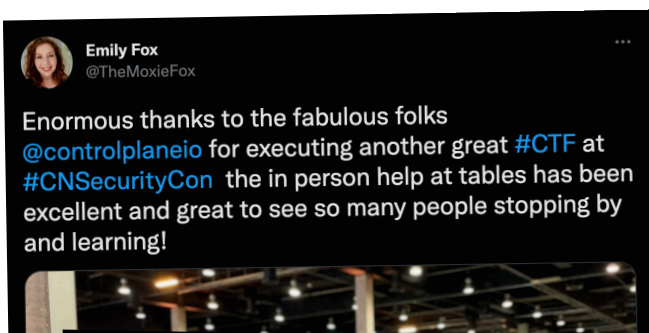 Emily Fox
@TheMoxieFox
Enormous thanks to the fabulous folks
@controlplaneio for executing another great #CTF at
#CNSecurityCon the in person help at tables has been
excellent and great to see so many people stopping by
and learning!